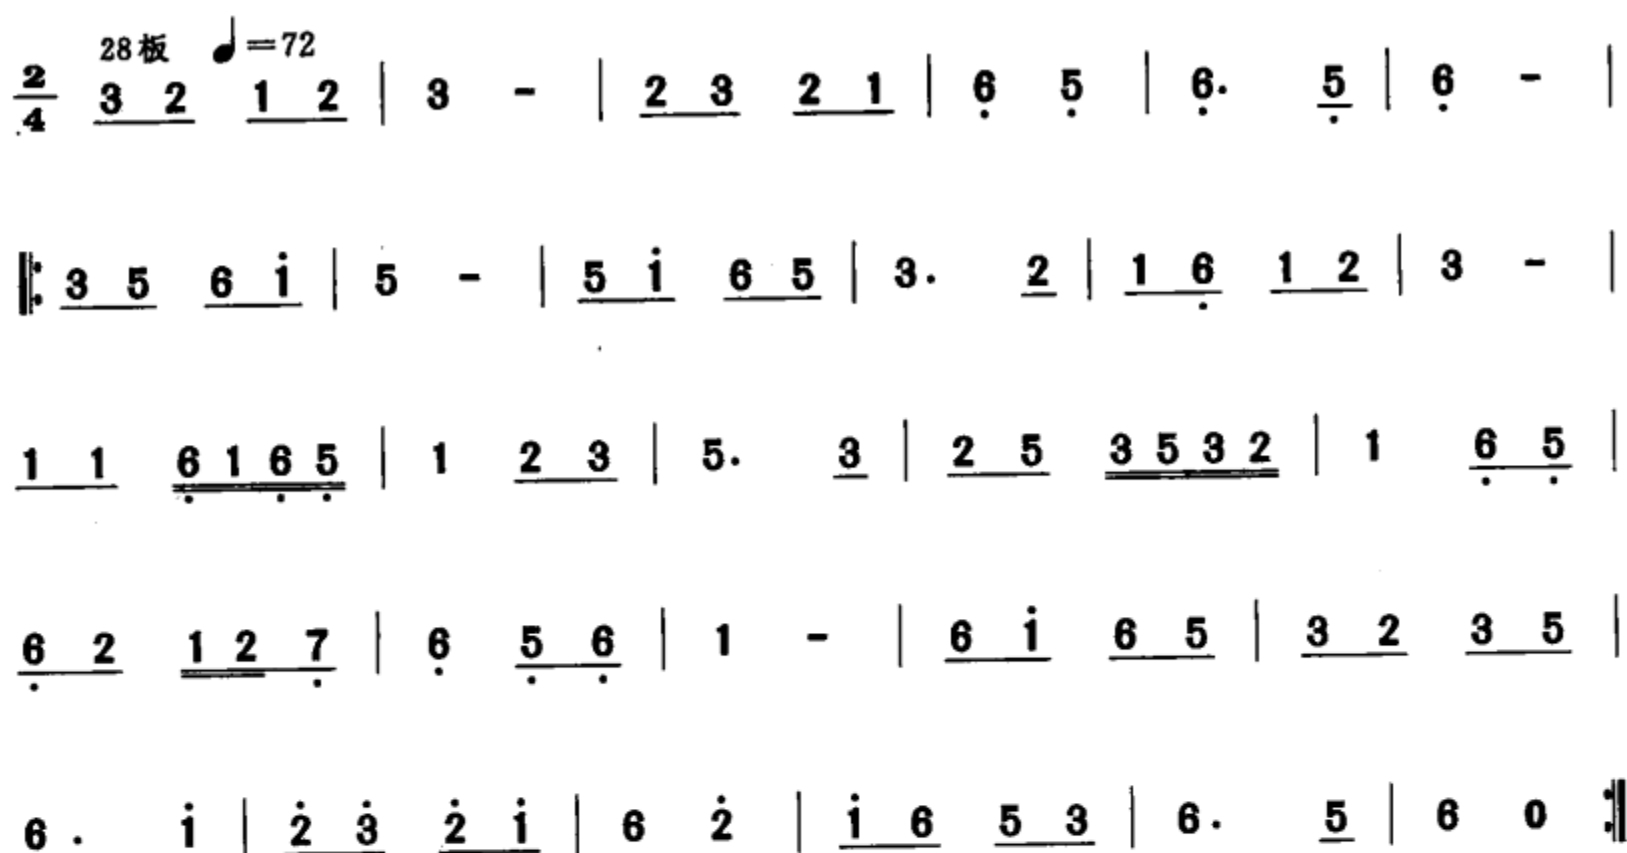 28板 ♩=72
2/4 3 2 1 2 | 3 - | 2 3 2 1 | 6̣ 5̣ | 6̣. 5̣ | 6̣ - |
‖: 3 5 6 1̇ | 5 - | 5 1̇ 6 5 | 3. 2 | 1 6̣ 1 2 | 3 - |
1 1 6̣ 1 6̣ 5̣ | 1 2 3 | 5. 3 | 2 5 3 5 3 2 | 1 6̣ 5̣ |
6̣ 2 1 2 7̣ | 6̣ 5̣ 6̣ | 1 - | 6 1̇ 6 5 | 3 2 3 5 |
6. 1̇ | 2̇ 3̇ 2̇ 1̇ | 6 2̇ | 1̇ 6 5 3 | 6. 5 | 6 0 :‖